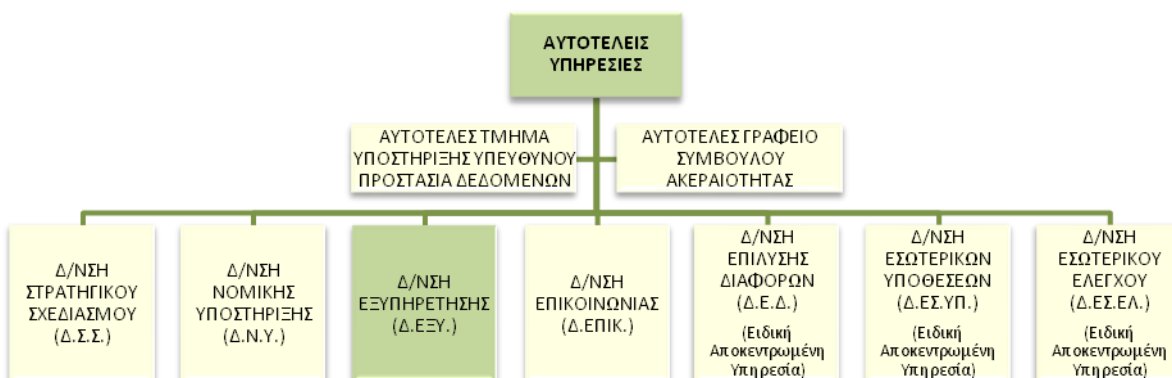 ΑΥΤΟΤΕΛΕΙΣ
ΥΠΗΡΕΣΙΕΣ
ΑΥΤΟΤΕΛΕΣ ΤΜΗΜΑ
ΥΠΟΣΤΗΡΙΞΗΣ ΥΠΕΥΘΥΝΟΥ
ΠΡΟΣΤΑΣΙΑ ΔΕΔΟΜΕΝΩΝ
ΑΥΤΟΤΕΛΕΣ ΓΡΑΦΕΙΟ
ΣΥΜΒΟΥΛΟΥ
ΑΚΕΡΑΙΟΤΗΤΑΣ
Δ/ΝΣΗ
ΣΤΡΑΤΗΓΙΚΟΥ
ΣΧΕΔΙΑΣΜΟΥ
(Δ.Σ.Σ.)
Δ/ΝΣΗ
ΝΟΜΙΚΗΣ
ΥΠΟΣΤΗΡΙΞΗΣ
(Δ.Ν.Υ.)
Δ/ΝΣΗ
ΕΞΥΠΗΡΕΤΗΣΗΣ
(Δ.ΕΞΥ.)
Δ/ΝΣΗ
ΕΠΙΚΟΙΝΩΝΙΑΣ
(Δ.ΕΠΙΚ.)
Δ/ΝΣΗ
ΕΠΙΛΥΣΗΣ
ΔΙΑΦΟΡΩΝ
(Δ.Ε.Δ.)
(Ειδική
Αποκεντρωμένη
Υπηρεσία)
Δ/ΝΣΗ
ΕΣΩΤΕΡΙΚΩΝ
ΥΠΟΘΕΣΕΩΝ
(Δ.ΕΣ.ΥΠ.)
(Ειδική
Αποκεντρωμένη
Υπηρεσία)
Δ/ΝΣΗ
ΕΣΩΤΕΡΙΚΟΥ
ΕΛΕΓΧΟΥ
(Δ.ΕΣ.ΕΛ.)
(Ειδική
Αποκεντρωμένη
Υπηρεσία)